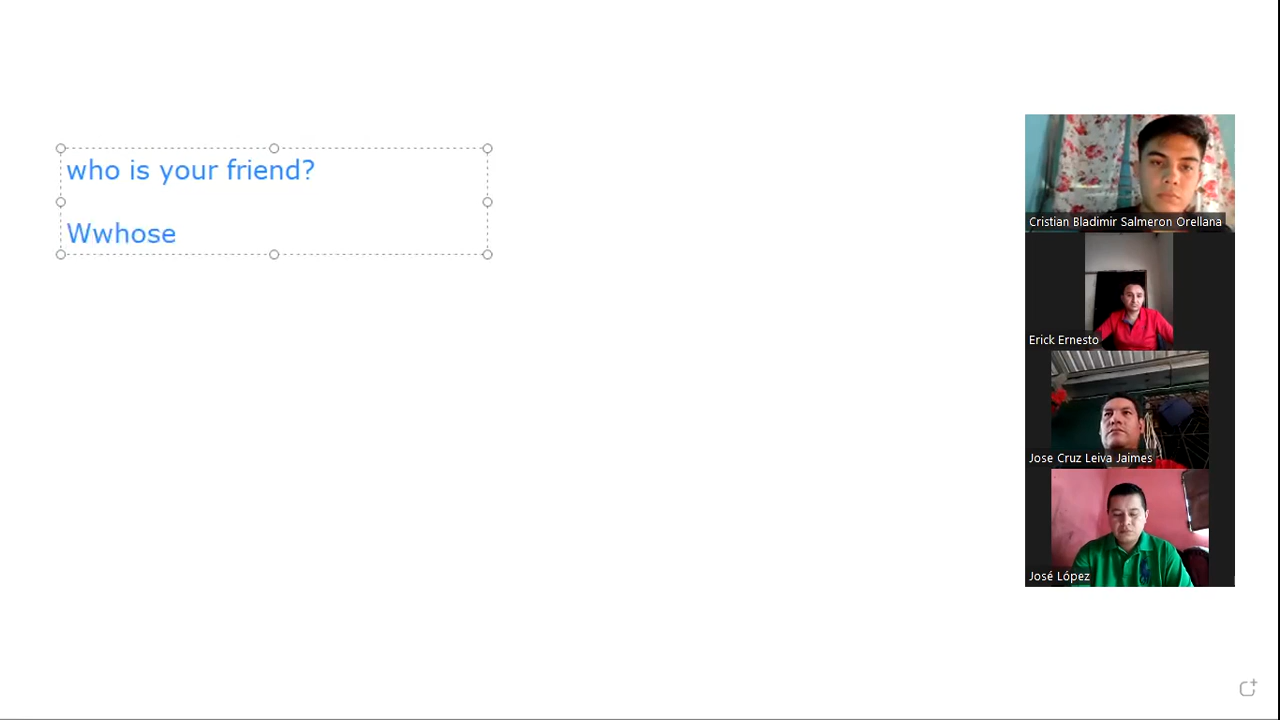 who is your friend?
Wwhose
Cristian Bladimir Salmeron Orellana
Erick Ernesto
Jose Cruz Leiva Jaimes
José López